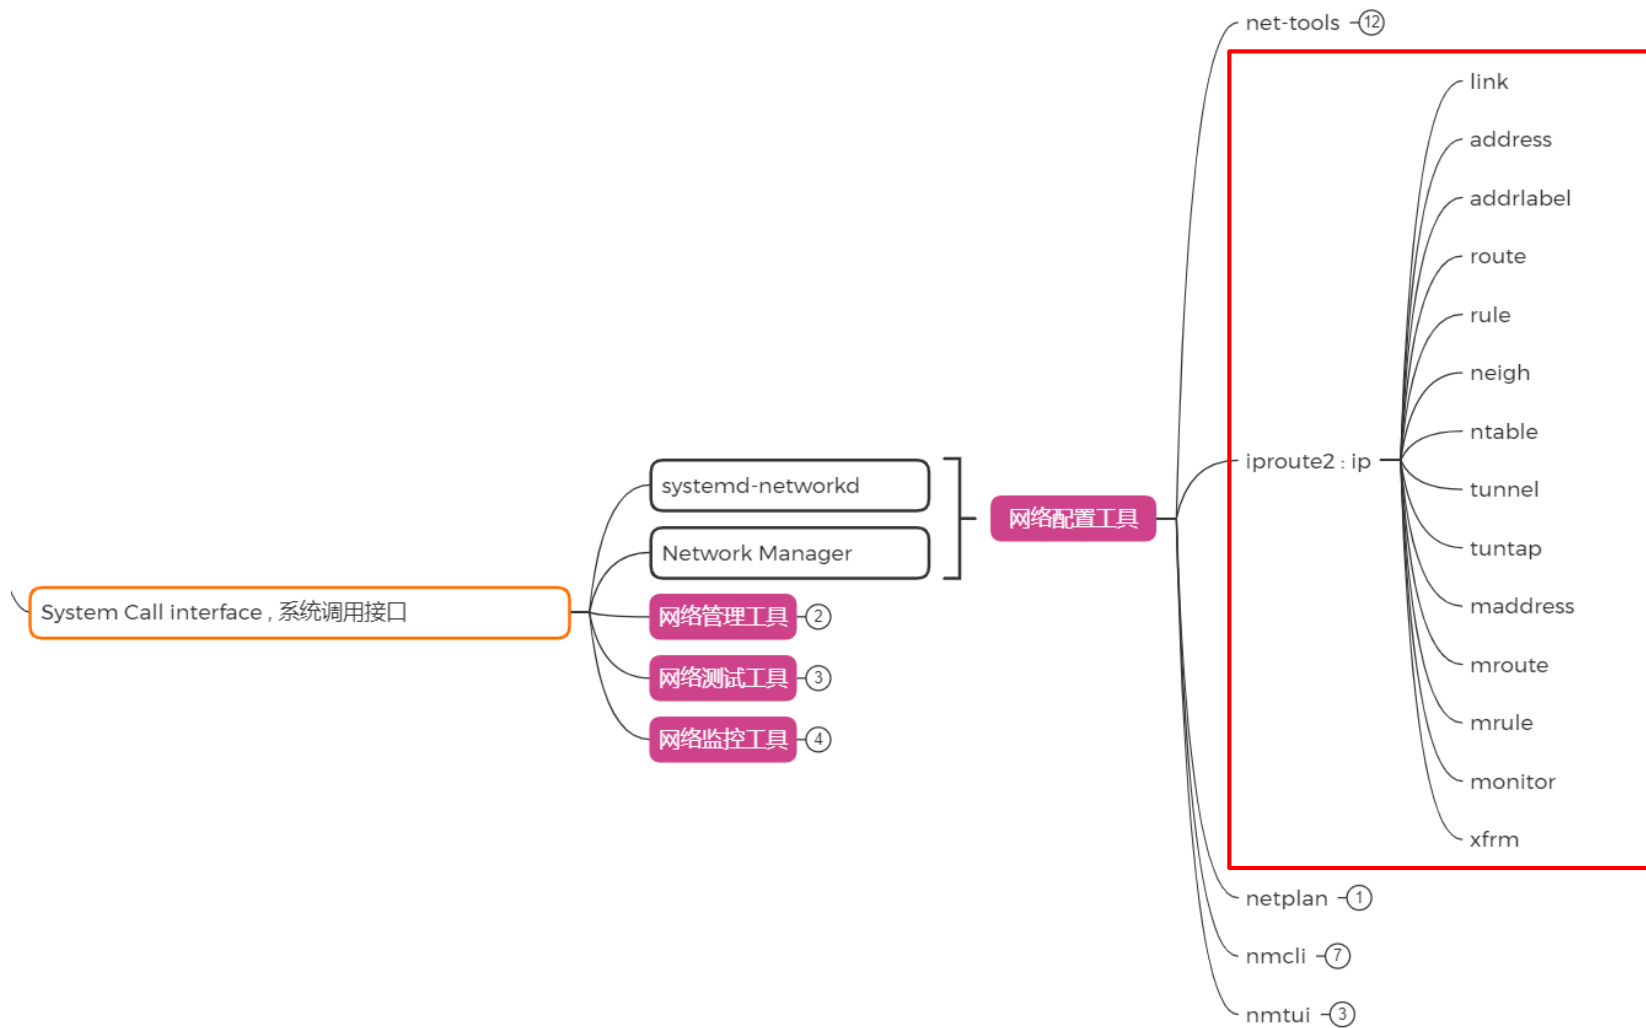 System Call interface , 系统调用接口
systemd-networkd
Network Manager
网络管理工具 2
网络测试工具 3
网络监控工具 4
网络配置工具
net-tools 12
iproute2 : ip
link
address
addrlabel
route
rule
neigh
ntable
tunnel
tuntap
maddress
mroute
mrule
monitor
xfrm
netplan 1
nmcli 7
nmtui 3